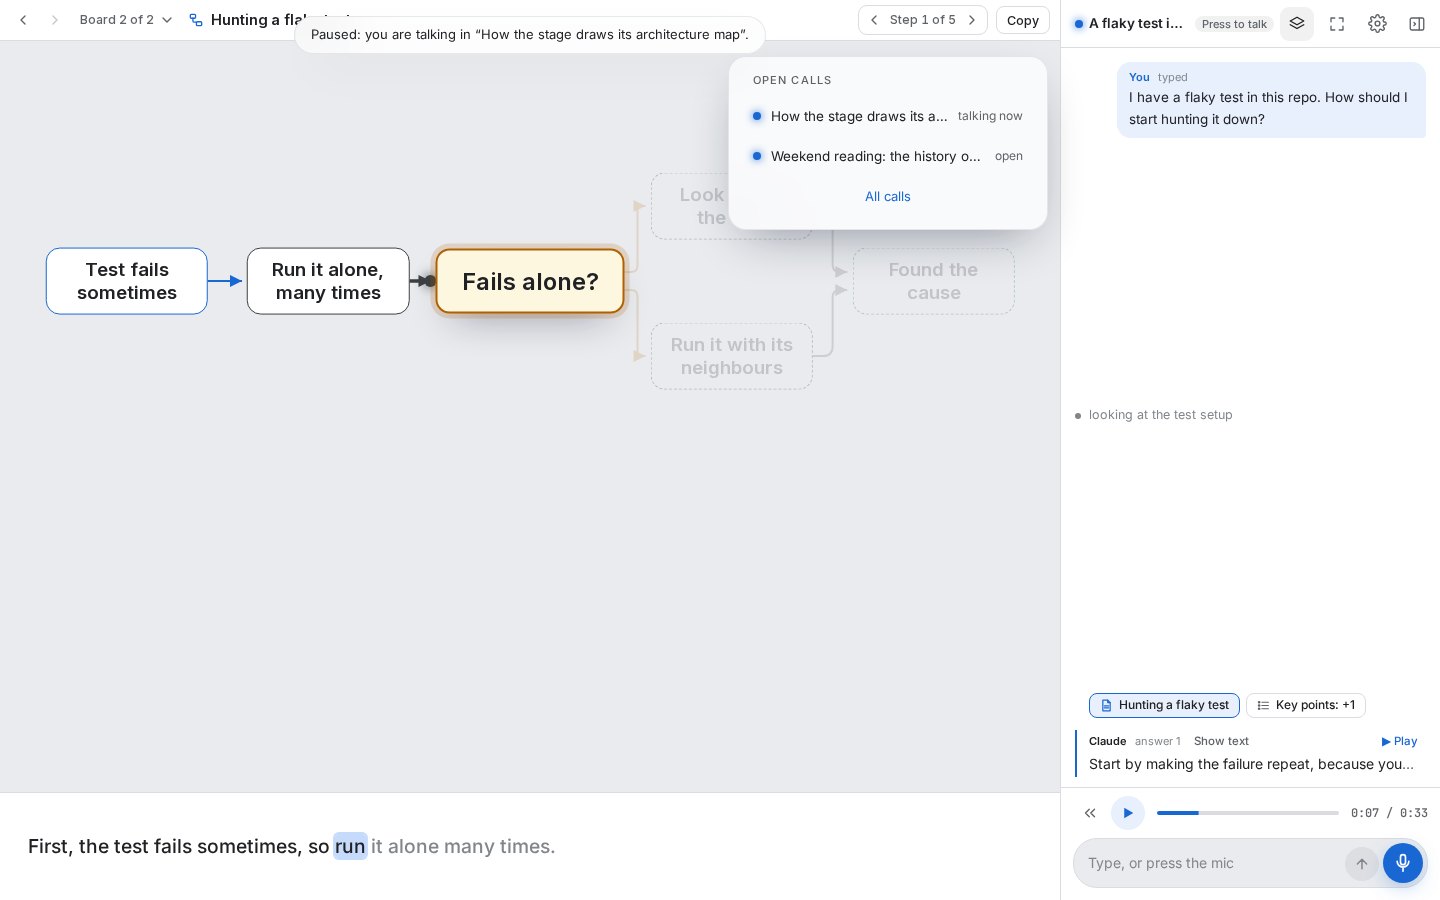 Board 2 of 2
Hunting a fla
Step 1 of 5
Copy
Paused: you are talking in “How the stage draws its architecture map”.
OPEN CALLS
How the stage draws its a... talking now
Weekend reading: the history o... open
All calls
Look
the
Test fails
sometimes
Run it alone,
many times
Fails alone?
Found the
cause
Run it with its
neighbours
First, the test fails sometimes, so run it alone many times.
A flaky test i...
Press to talk
You typed
I have a flaky test in this repo. How should I
start hunting it down?
looking at the test setup
Hunting a flaky test
Key points: +1
Claude answer 1 Show text
Play
Start by making the failure repeat, because you...
0:07 / 0:33
Type, or press the mic